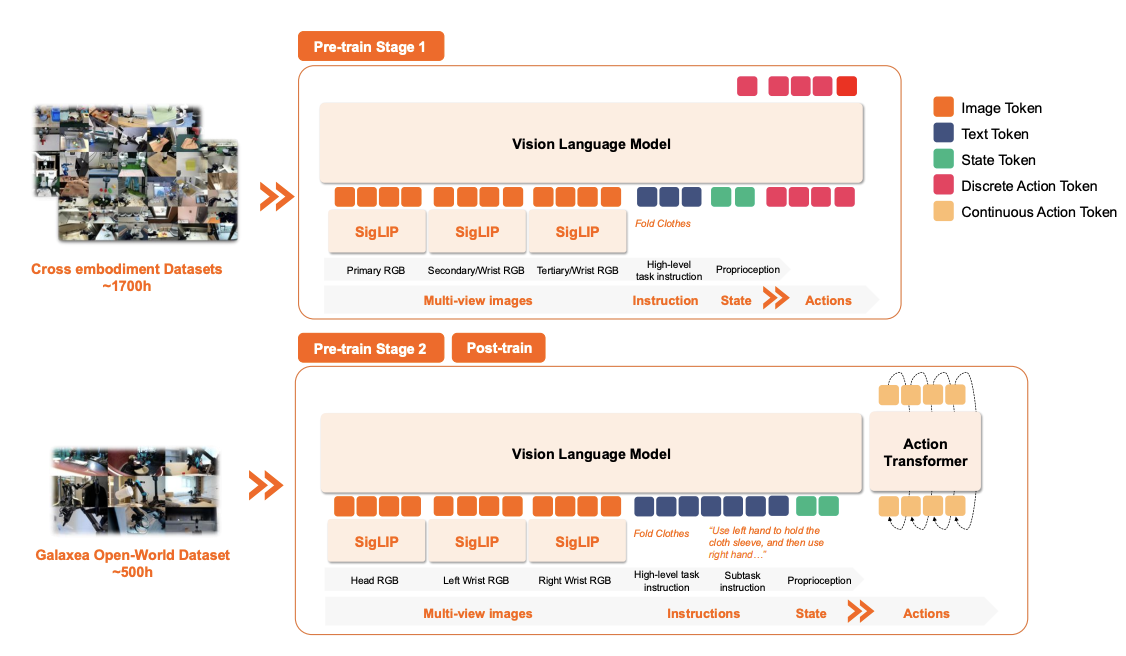 Pre-train Stage 1
Vision Language Model
SigLIP
SigLIP
SigLIP
Fold Clothes
Primary RGB
Secondary/Wrist RGB
Tertiary/Wrist RGB
High-level
task instruction
Proprioception
Multi-view images
Instruction
State
Actions
Cross embodiment Datasets
~1700h
Image Token
Text Token
State Token
Discrete Action Token
Continuous Action Token
Pre-train Stage 2
Post-train
Vision Language Model
Action
Transformer
SigLIP
SigLIP
SigLIP
Fold Clothes
“Use left hand to hold the
cloth sleeve, and then use
right hand…”
Head RGB
Left Wrist RGB
Right Wrist RGB
High-level task
instruction
Subtask
instruction
Proprioception
Multi-view images
Instructions
State
Actions
Galaxea Open-World Dataset
~500h